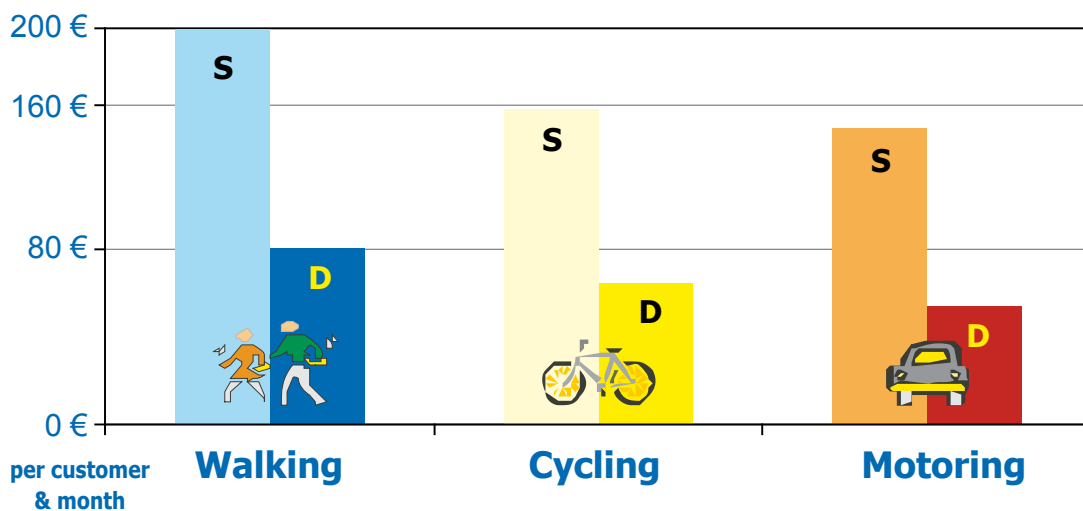 200 €
S
160 €
S
S
80 €
D
D
D
0 €
per customer
& month
Walking
Cycling
Motoring